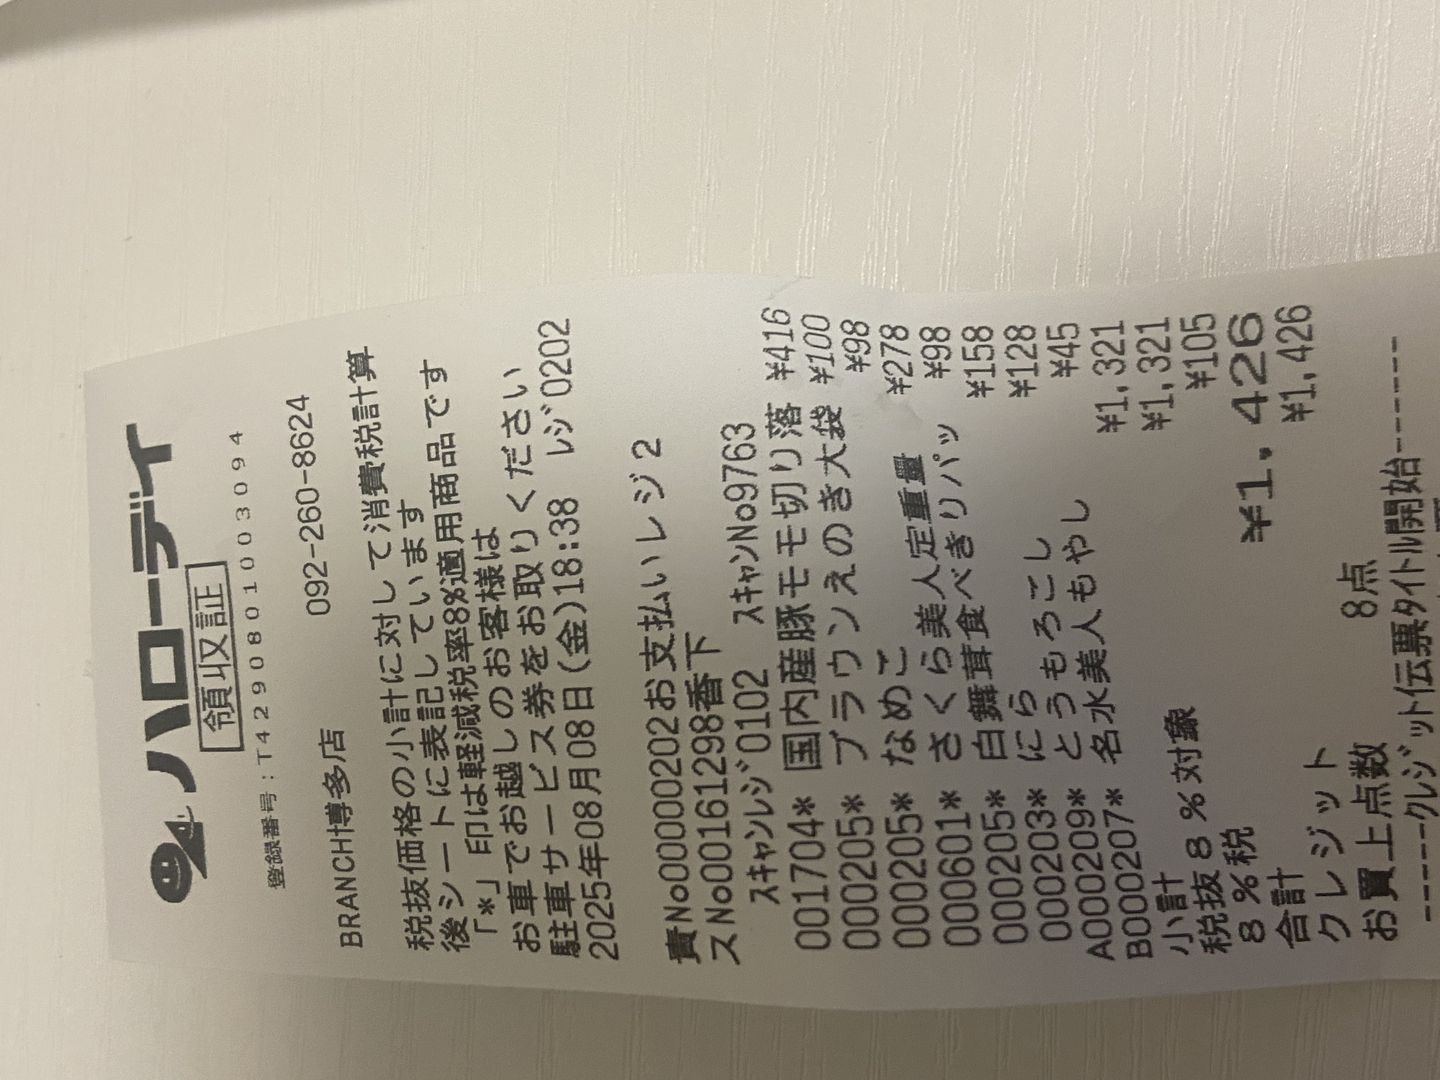 ハローデイ
領収証
登録番号：T4290801003094
BRANCH博多店 092-260-8624
税抜価格の小計に対して消費税計算
後シートに表記しています
「*」印は軽減税率8%適用商品です
お車でお越しのお客様は
駐車サービス券をお取りください
2025年08月08日(金)18:38 レジ0202
責No00000202お支払いレジ2
スNo00161298番下
スキャンレジ0102 スキャンNo9763
001704* 国内産豚モモ切り落 ¥416
000205* ブラウンえのき大袋 ¥100
000205* なめこ ¥98
000601* さくら美人定重量 ¥278
000205* 白舞茸食べきりパッ ¥98
000203* にら ¥158
A000209* とうもろこし ¥128
B000207* 名水美人もやし ¥45
小計 ¥1,321
税抜8%対象 ¥1,321
8%税 ¥105
合計 ¥1,426
クレジット ¥1,426
お買上点数 8点
------クレジット伝票タイトル開始------